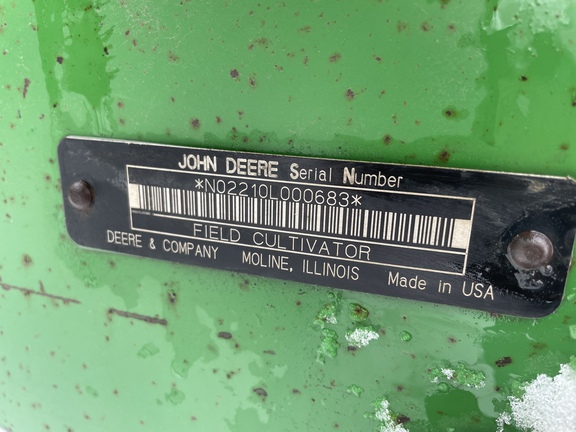 JOHN DEERE Serial Number
*N02210L000683*
FIELD CULTIVATOR
DEERE & COMPANY MOLINE, ILLINOIS Made in USA